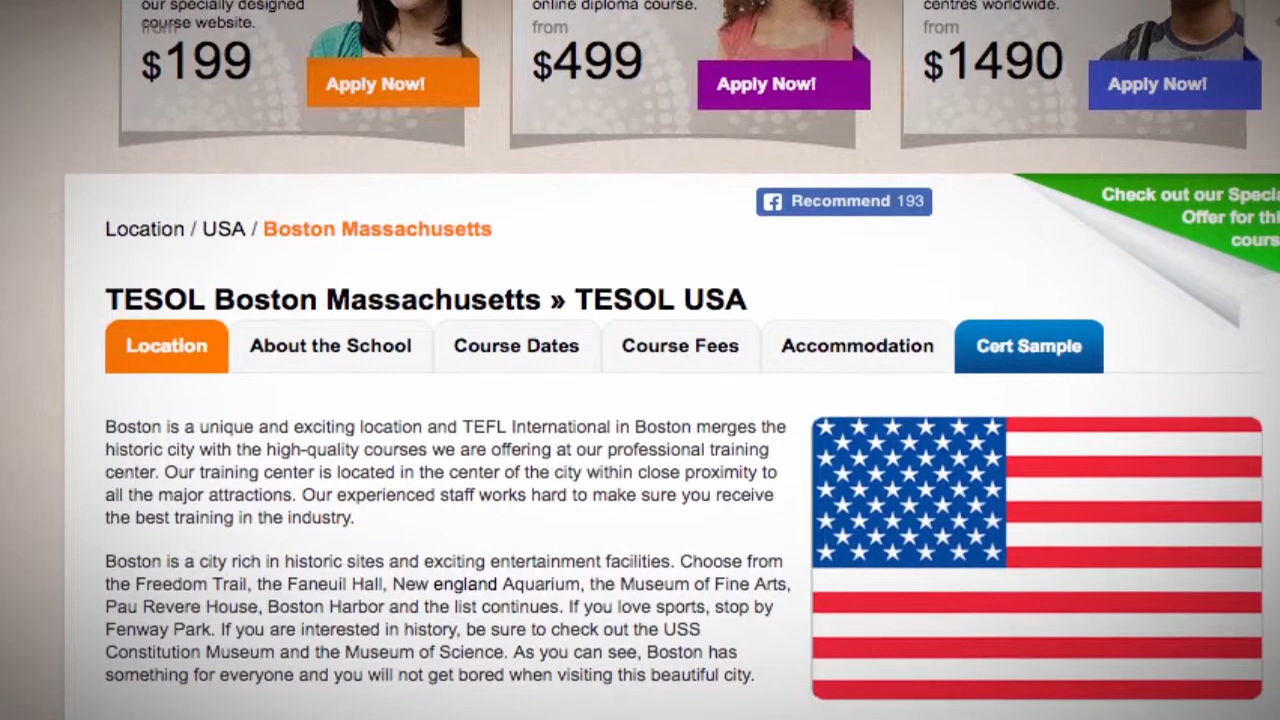 our specially designed
course website.
from
$199
Apply Now!
online diploma course.
from
$499
Apply Now!
centres worldwide.
from
$1490
Apply Now!
Recommend 193
Check out our Specia
Offer for thi
cours
Location / USA / Boston Massachusetts
TESOL Boston Massachusetts » TESOL USA
Location About the School Course Dates Course Fees Accommodation Cert Sample
Boston is a unique and exciting location and TEFL International in Boston merges the
historic city with the high-quality courses we are offering at our professional training
center. Our training center is located in the center of the city within close proximity to
all the major attractions. Our experienced staff works hard to make sure you receive
the best training in the industry.
Boston is a city rich in historic sites and exciting entertainment facilities. Choose from
the Freedom Trail, the Faneuil Hall, New england Aquarium, the Museum of Fine Arts,
Pau Revere House, Boston Harbor and the list continues. If you love sports, stop by
Fenway Park. If you are interested in history, be sure to check out the USS
Constitution Museum and the Museum of Science. As you can see, Boston has
something for everyone and you will not get bored when visiting this beautiful city.